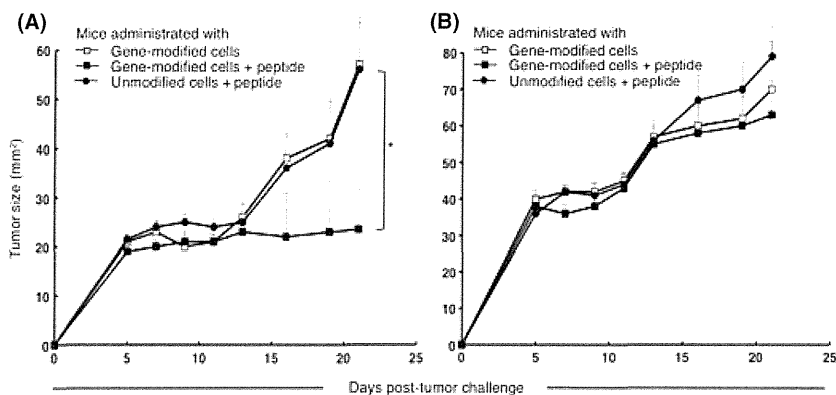 (A)
Mice administrated with
Gene-modified cells
Gene-modified cells + peptide
Unmodified cells + peptide
Tumor size (mm²)
60
50
40
30
20
10
0
*
0 5 10 15 20 25
(B)
Mice administrated with
Gene-modified cells
Gene-modified cells + peptide
Unmodified cells + peptide
80
70
60
50
40
30
20
10
0
0 5 10 15 20 25
Days post-tumor challenge